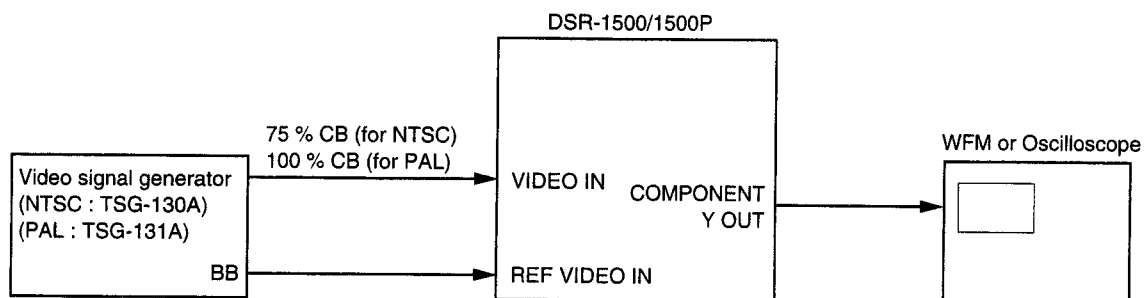 DSR-1500/1500P
75 % CB (for NTSC)
100 % CB (for PAL)
WFM or Oscilloscope
Video signal generator
(NTSC : TSG-130A)
(PAL : TSG-131A)
VIDEO IN
COMPONENT
Y OUT
BB
REF VIDEO IN